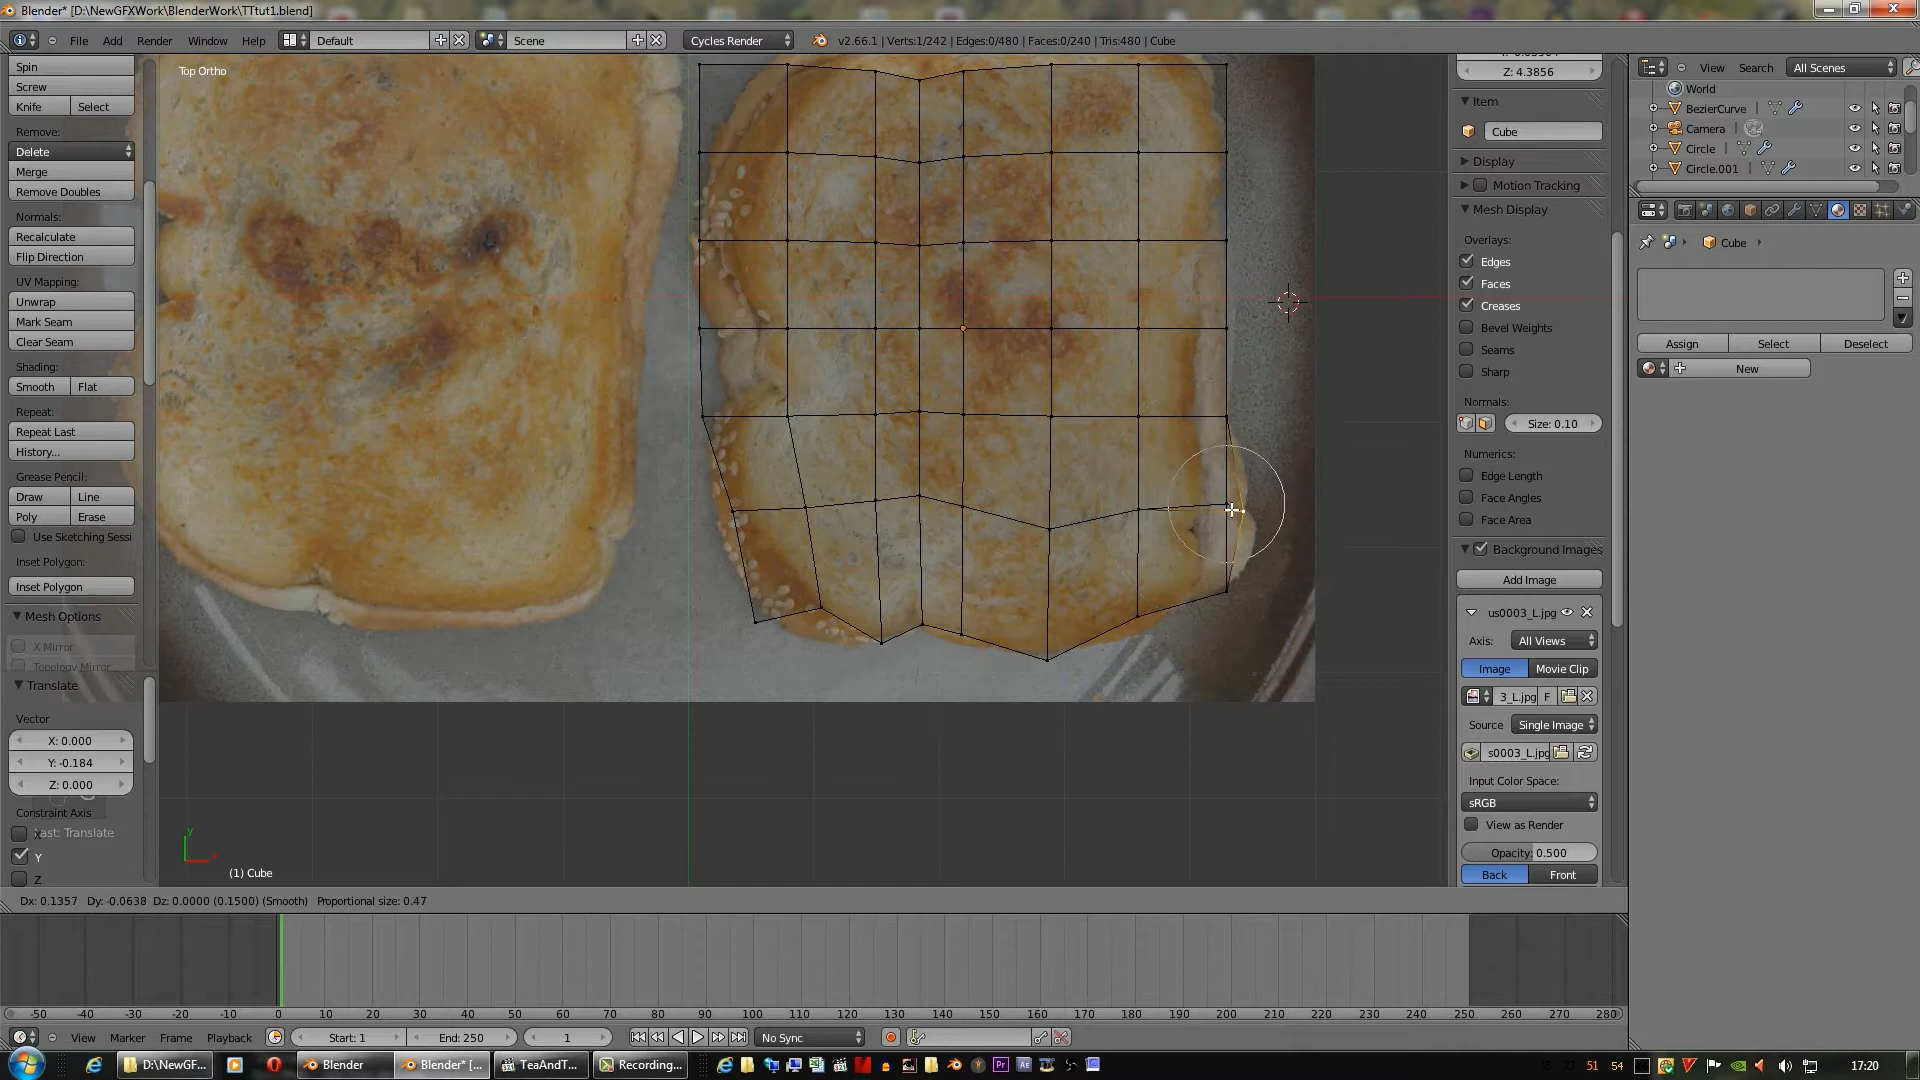 Blender* [D:\NewGFXWork\BlenderWork\TTtut1.blend]
File Add Render Window Help Default Scene Cycles Render v2.66.1 | Verts:1/242 | Edges:0/480 | Faces:0/240 | Tris:480 | Cube
Spin
Screw
Knife Select
Remove:
Delete
Merge
Remove Doubles
Normals:
Recalculate
Flip Direction
UV Mapping:
Unwrap
Mark Seam
Clear Seam
Shading:
Smooth Flat
Repeat:
Repeat Last
History...
Grease Pencil:
Draw Line
Poly Erase
Use Sketching Sessi
Inset Polygon:
Inset Polygon
Mesh Options
X Mirror
Topology Mirror
Translate
Vector
X: 0.000
Y: -0.184
Z: 0.000
Constraint Axis
X
Last: Translate
Y
Z
Top Ortho
y
(1) Cube
Z: 4.3856
Item
Cube
Display
Motion Tracking
Mesh Display
Overlays:
Edges
Faces
Creases
Bevel Weights
Seams
Sharp
Normals:
Size: 0.10
Numerics:
Edge Length
Face Angles
Face Area
Background Images
Add Image
us0003_L.jpg
Axis: All Views
Image Movie Clip
3_L.jpg F
Source Single Image
s0003_L.jpg
Input Color Space:
sRGB
View as Render
Opacity: 0.500
Back Front
View Search All Scenes
World
BezierCurve
Camera
Circle
Circle.001
Cube
Assign Select Deselect
New
Dx: 0.1357 Dy: -0.0638 Dz: 0.0000 (0.1500) (Smooth) Proportional size: 0.47
-50 -40 -30 -20 -10 0 10 20 30 40 50 60 70 80 90 100 110 120 130 140 150 160 170 180 190 200 210 220 230 240 250 260 270 280
View Marker Frame Playback Start: 1 End: 250 1 No Sync
D:\NewGF... Blender Blender* [... TeaAndT... Recording... Pr Ae 51 54 17:20